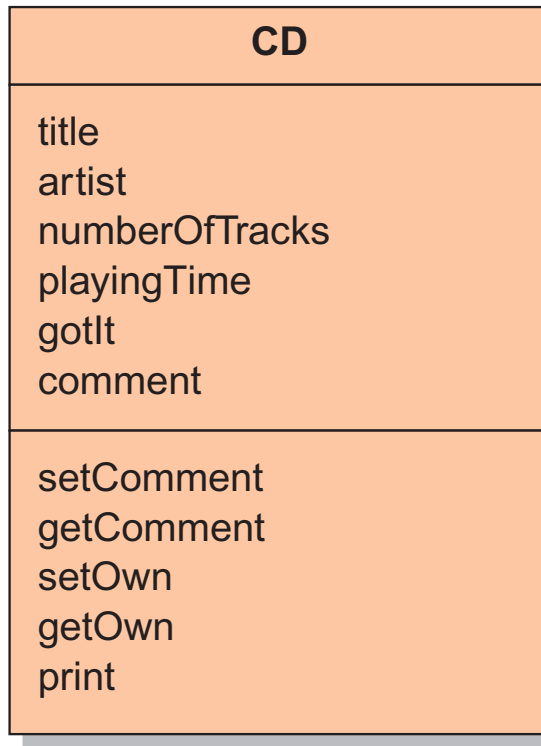 CD
title
artist
numberOfTracks
playingTime
gotIt
comment
setComment
getComment
setOwn
getOwn
print